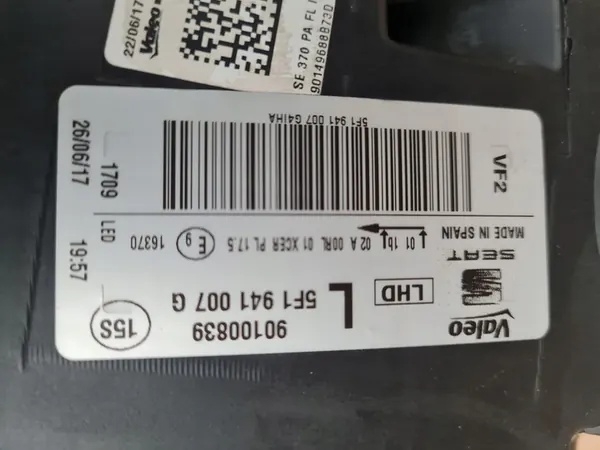 22/06/17
Valeo
SE 370 PA FL
90149688B73D
Valeo
SEAT
MADE IN SPAIN
VF2
90100839
5F1 941 007 G
L
LHD
15S
E9
16370
02 A 00RL 01 XCER PL 17.5
01 1b
5F1 941 007 G4IHA
LED
1709
26/06/17
19:57